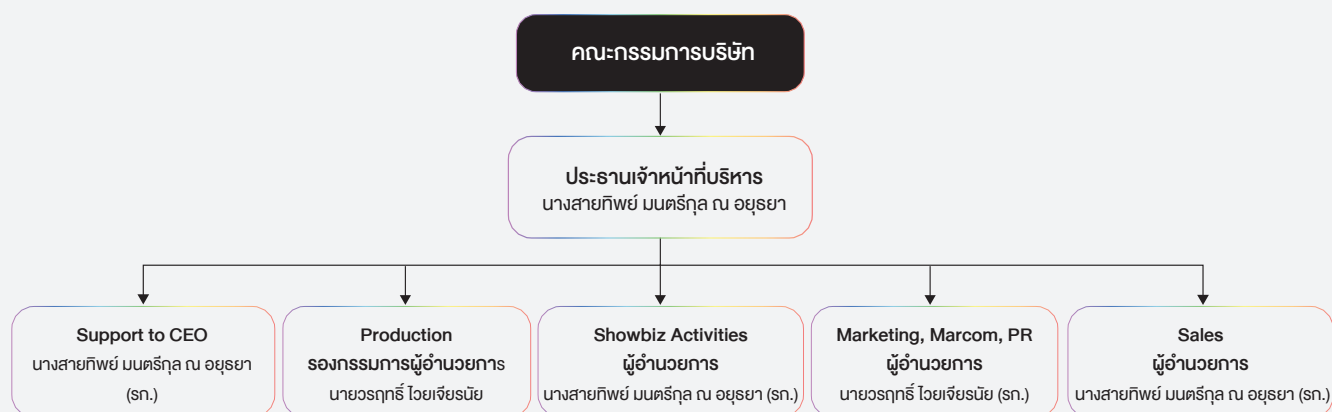 คณะกรรมการบริษัท
ประธานเจ้าหน้าที่บริหาร
นางสายทิพย์ มนตรีกุล ณ อยุธยา
Support to CEO
นางสายทิพย์ มนตรีกุล ณ อยุธยา
(รก.)
Production
รองกรรมการผู้อำนวยการ
นายวรฤทธิ์ ไวยเจียรนัย
Showbiz Activities
ผู้อำนวยการ
นางสายทิพย์ มนตรีกุล ณ อยุธยา (รก.)
Marketing, Marcom, PR
ผู้อำนวยการ
นายวรฤทธิ์ ไวยเจียรนัย (รก.)
Sales
ผู้อำนวยการ
นางสายทิพย์ มนตรีกุล ณ อยุธยา (รก.)